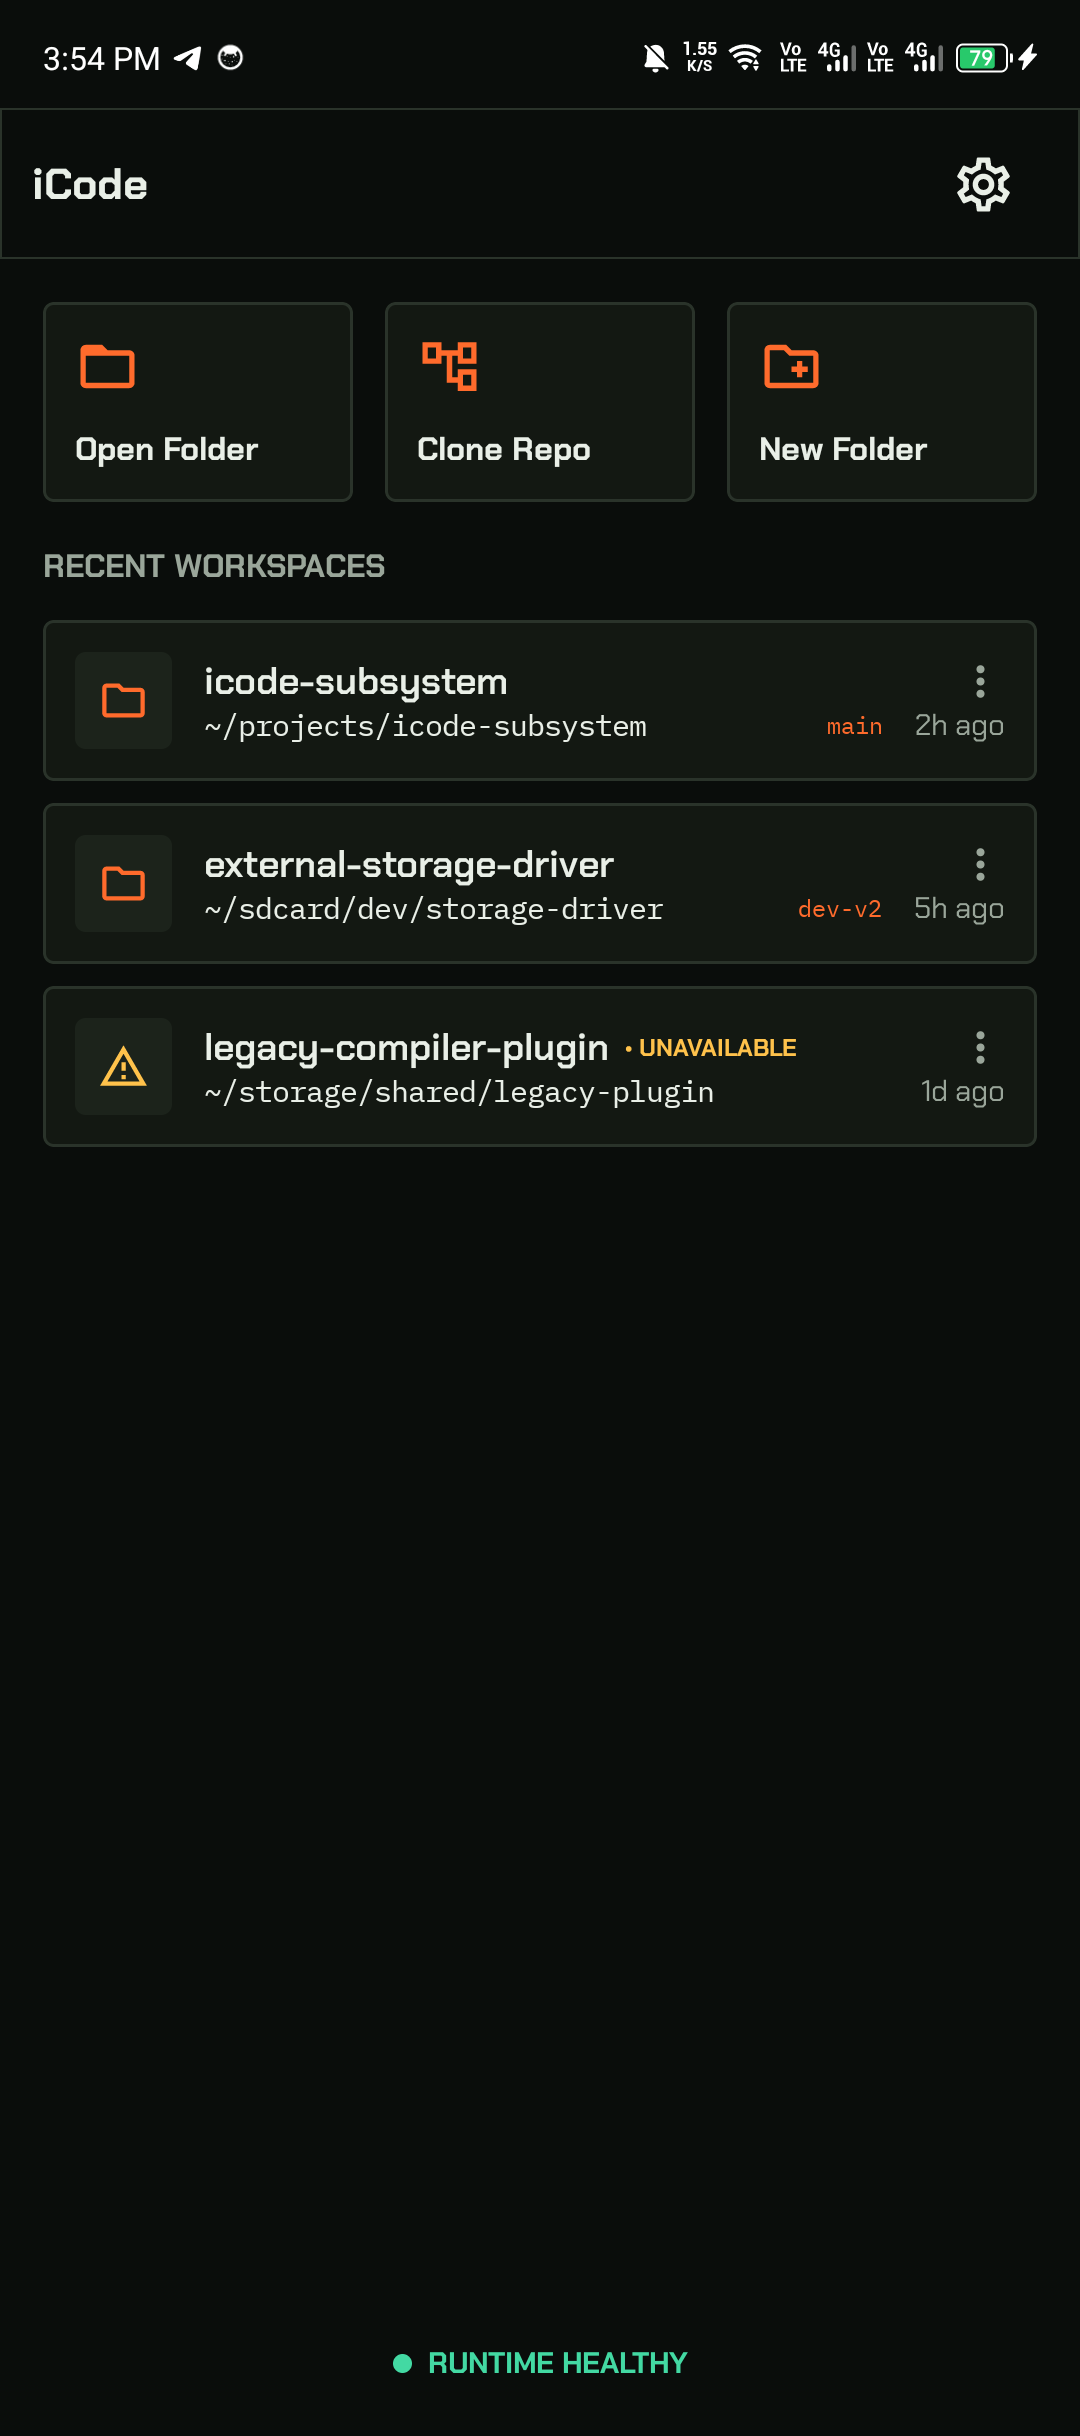 3:54 PM
1.55 K/S
Vo LTE 4G Vo LTE 4G 79
iCode
Open Folder
Clone Repo
New Folder
RECENT WORKSPACES
icode-subsystem
~/projects/icode-subsystem main 2h ago
external-storage-driver
~/sdcard/dev/storage-driver dev-v2 5h ago
legacy-compiler-plugin • UNAVAILABLE
~/storage/shared/legacy-plugin 1d ago
RUNTIME HEALTHY